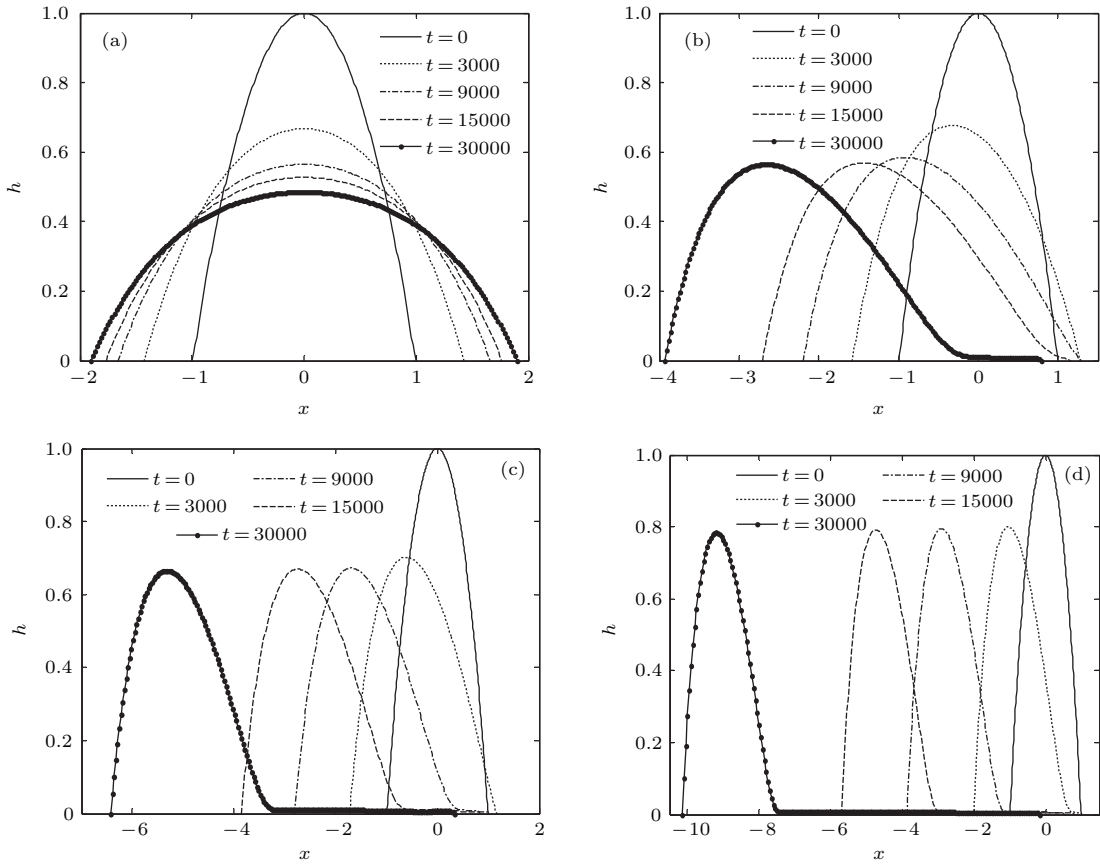 (a)
t=0
t=3000
t=9000
t=15000
t=30000
1.0
0.8
0.6
0.4
0.2
0
h
−2 −1 0 1 2
x
(b)
t=0
t=3000
t=9000
t=15000
t=30000
1.0
0.8
0.6
0.4
0.2
0
h
−4 −3 −2 −1 0 1
x
(c)
t=0 t=9000
t=3000 t=15000
t=30000
1.0
0.8
0.6
0.4
0.2
0
h
−6 −4 −2 0 2
x
(d)
t=0 t=9000
t=3000 t=15000
t=30000
1.0
0.8
0.6
0.4
0.2
0
h
−10 −8 −6 −4 −2 0
x